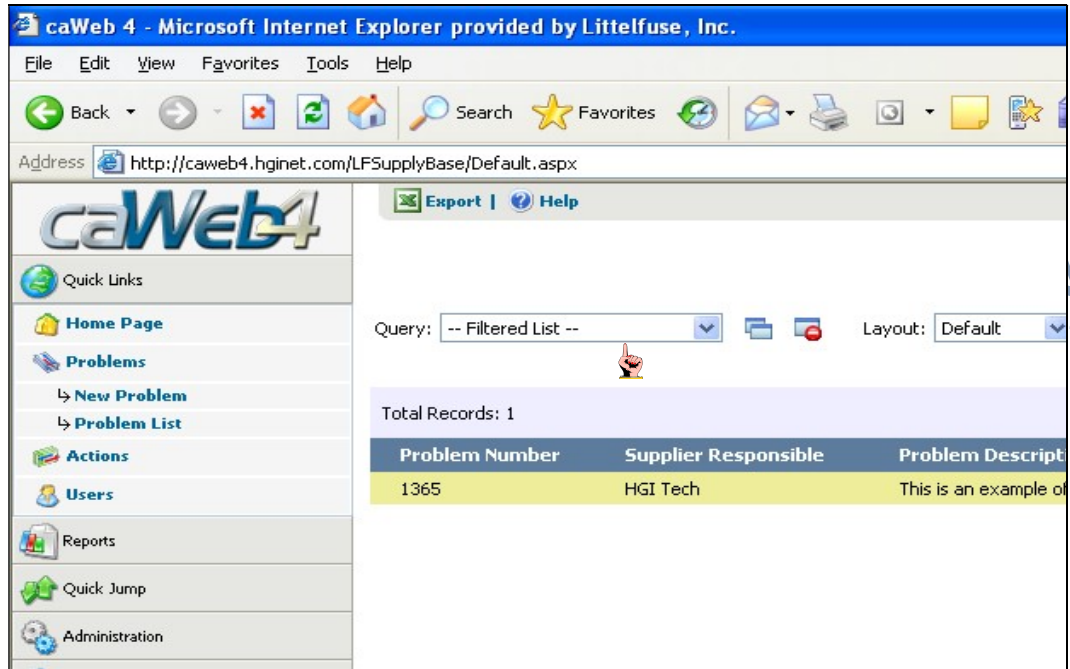 caWeb 4 - Microsoft Internet Explorer provided by Littelfuse, Inc.
File Edit View Favorites Tools Help
Back Search Favorites
Address http://caweb4.hginet.com/LFSupplyBase/Default.aspx
caWeb4
Export | Help
Quick Links
Home Page
Query: -- Filtered List -- Layout: Default
Problems
New Problem
Total Records: 1
Problem List
Actions
Problem Number Supplier Responsible Problem Descripti
Users
1365 HGI Tech This is an example of
Reports
Quick Jump
Administration